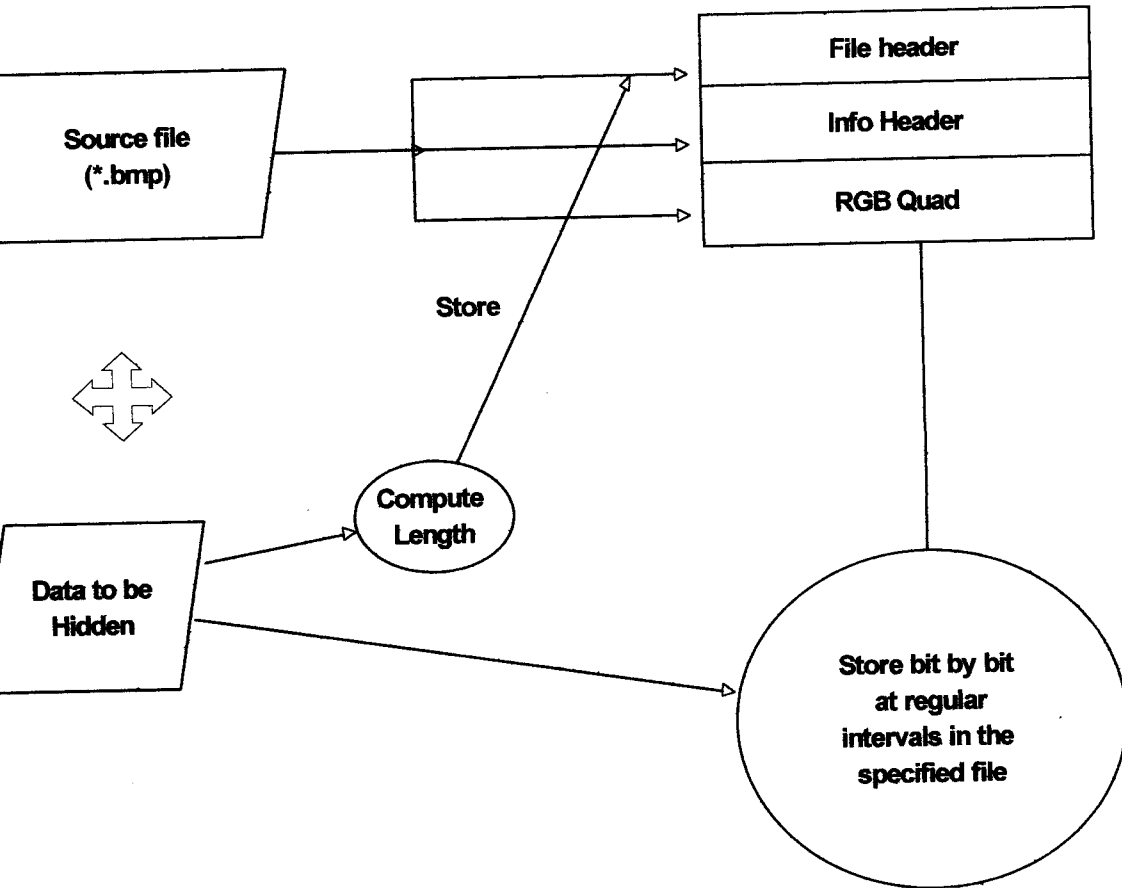 File header
Source file
(*.bmp)
Info Header
RGB Quad
Store
Compute
Length
Data to be
Hidden
Store bit by bit
at regular
intervals in the
specified file